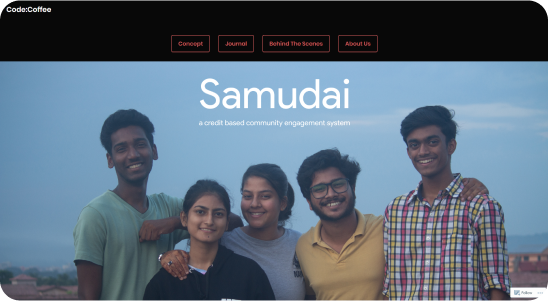 Code:Coffee
Concept Journal Behind The Scenes About Us
Samudai
a credit based community engagement system
Follow